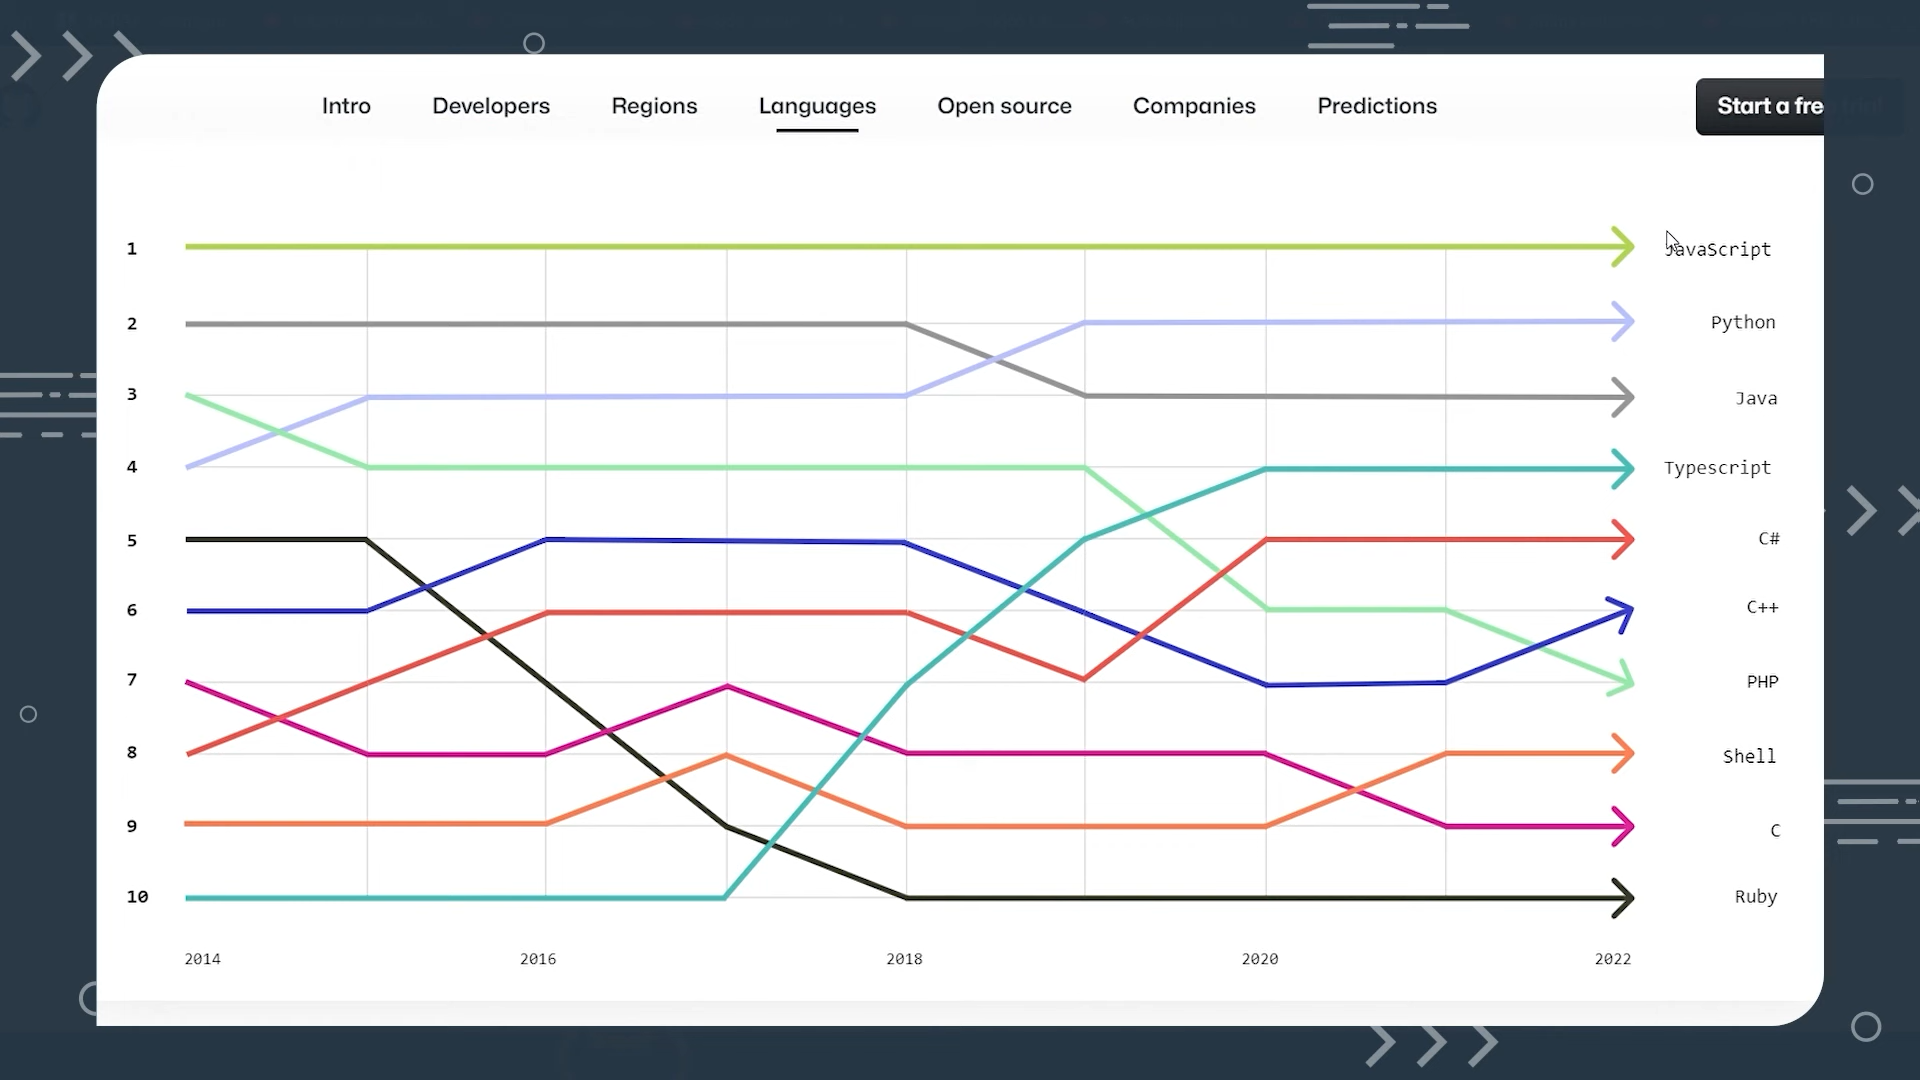 Intro Developers Regions Languages Open source Companies Predictions Start a fre
1 JavaScript
2 Python
3 Java
4 Typescript
5 C#
6 C++
7 PHP
8 Shell
9 C
10 Ruby
2014 2016 2018 2020 2022